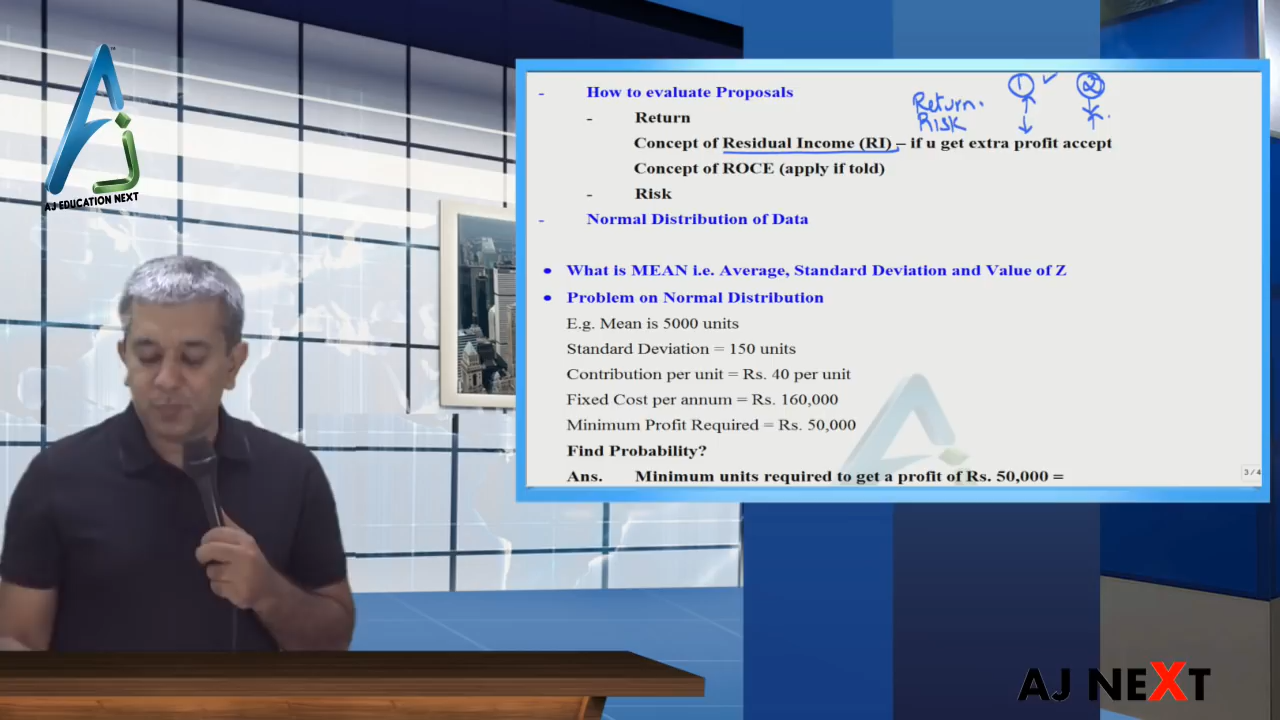 AJ EDUCATION NEXT
- How to evaluate Proposals
- Return
Concept of Residual Income (RI) – if u get extra profit accept
Concept of ROCE (apply if told)
- Risk
- Normal Distribution of Data
Return.
RISK
1
2
• What is MEAN i.e. Average, Standard Deviation and Value of Z
• Problem on Normal Distribution
E.g. Mean is 5000 units
Standard Deviation = 150 units
Contribution per unit = Rs. 40 per unit
Fixed Cost per annum = Rs. 160,000
Minimum Profit Required = Rs. 50,000
Find Probability?
Ans. Minimum units required to get a profit of Rs. 50,000 =
3 / 4
AJ NEXT